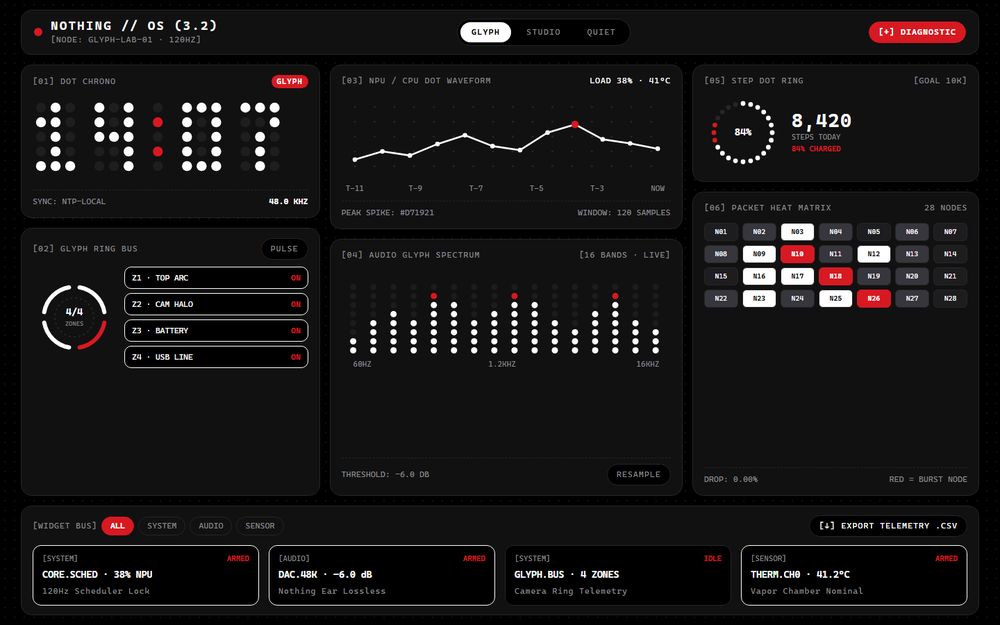 NOTHING // OS (3.2)
[NODE: GLYPH-LAB-01 · 120HZ]
GLYPH
STUDIO
QUIET
[+] DIAGNOSTIC
[01] DOT CHRONO
GLYPH
14:07
SYNC: NTP-LOCAL
48.0 KHZ
[02] GLYPH RING BUS
PULSE
4/4
ZONES
Z1 · TOP ARC
ON
Z2 · CAM HALO
ON
Z3 · BATTERY
ON
Z4 · USB LINE
ON
[03] NPU / CPU DOT WAVEFORM
LOAD 38% · 41°C
T-11
T-9
T-7
T-5
T-3
NOW
PEAK SPIKE: #D71921
WINDOW: 120 SAMPLES
[04] AUDIO GLYPH SPECTRUM
[16 BANDS · LIVE]
60HZ
1.2KHZ
16KHZ
THRESHOLD: -6.0 DB
RESAMPLE
[05] STEP DOT RING
[GOAL 10K]
84%
8,420
STEPS TODAY
84% CHARGED
[06] PACKET HEAT MATRIX
28 NODES
N01 N02 N03 N04 N05 N06 N07
N08 N09 N10 N11 N12 N13 N14
N15 N16 N17 N18 N19 N20 N21
N22 N23 N24 N25 N26 N27 N28
DROP: 0.00%
RED = BURST NODE
[WIDGET BUS]
ALL
SYSTEM
AUDIO
SENSOR
[↓] EXPORT TELEMETRY .CSV
[SYSTEM]
ARMED
CORE.SCHED · 38% NPU
120Hz Scheduler Lock
[AUDIO]
ARMED
DAC.48K · -6.0 dB
Nothing Ear Lossless
[SYSTEM]
IDLE
GLYPH.BUS · 4 ZONES
Camera Ring Telemetry
[SENSOR]
ARMED
THERM.CH0 · 41.2°C
Vapor Chamber Nominal